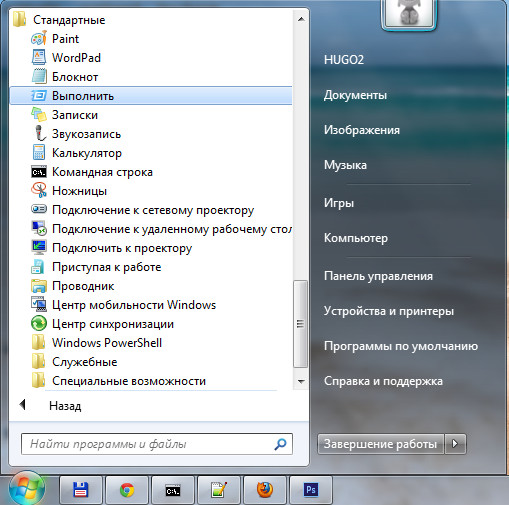 Стандартные
Paint
WordPad
Блокнот
Выполнить
Записки
Звукозапись
Калькулятор
Командная строка
Ножницы
Подключение к сетевому проектору
Подключение к удаленному рабочему стол
Подключить к проектору
Приступая к работе
Проводник
Центр мобильности Windows
Центр синхронизации
Windows PowerShell
Служебные
Специальные возможности
Назад
Найти программы и файлы
HUGO2
Документы
Изображения
Музыка
Игры
Компьютер
Панель управления
Устройства и принтеры
Программы по умолчанию
Справка и поддержка
Завершение работы
C:\.
Ps